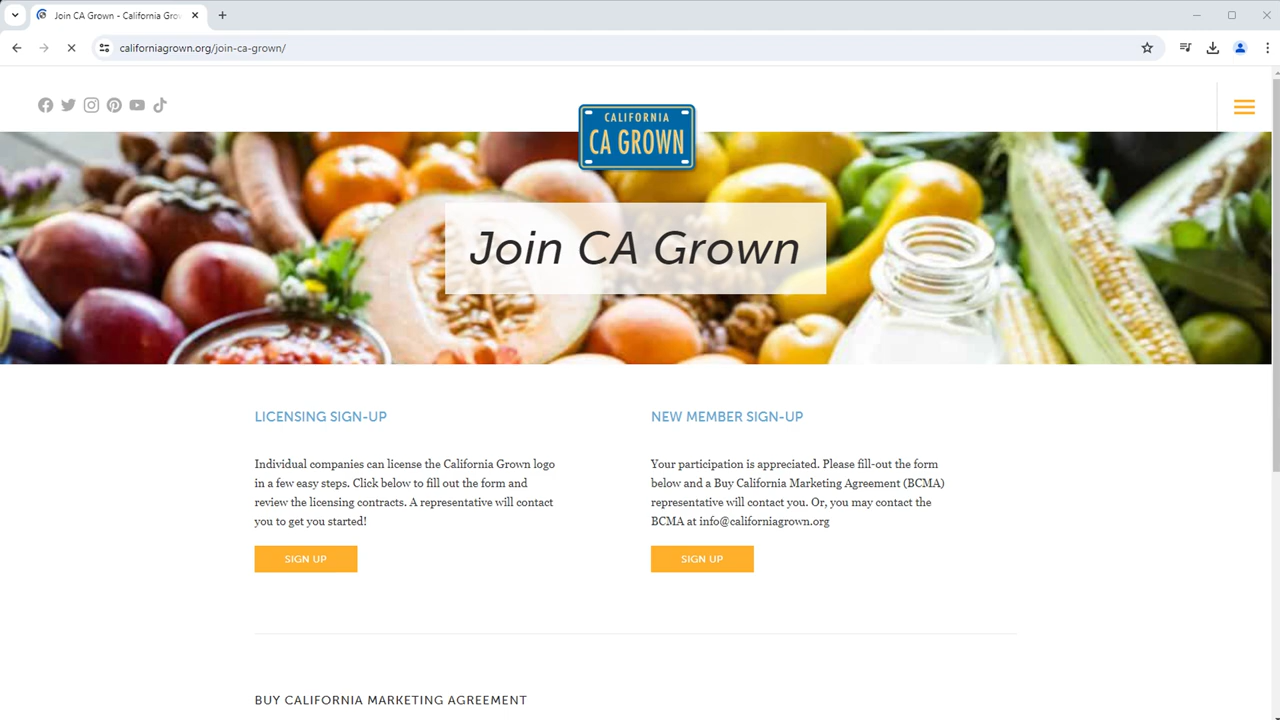 Join CA Grown - California Gro
californiagrown.org/join-ca-grown/
CALIFORNIA
CA GROWN
Join CA Grown
LICENSING SIGN-UP
Individual companies can license the California Grown logo
in a few easy steps. Click below to fill out the form and
review the licensing contracts. A representative will contact
you to get you started!
SIGN UP
NEW MEMBER SIGN-UP
Your participation is appreciated. Please fill-out the form
below and a Buy California Marketing Agreement (BCMA)
representative will contact you. Or, you may contact the
BCMA at info@californiagrown.org
SIGN UP
BUY CALIFORNIA MARKETING AGREEMENT